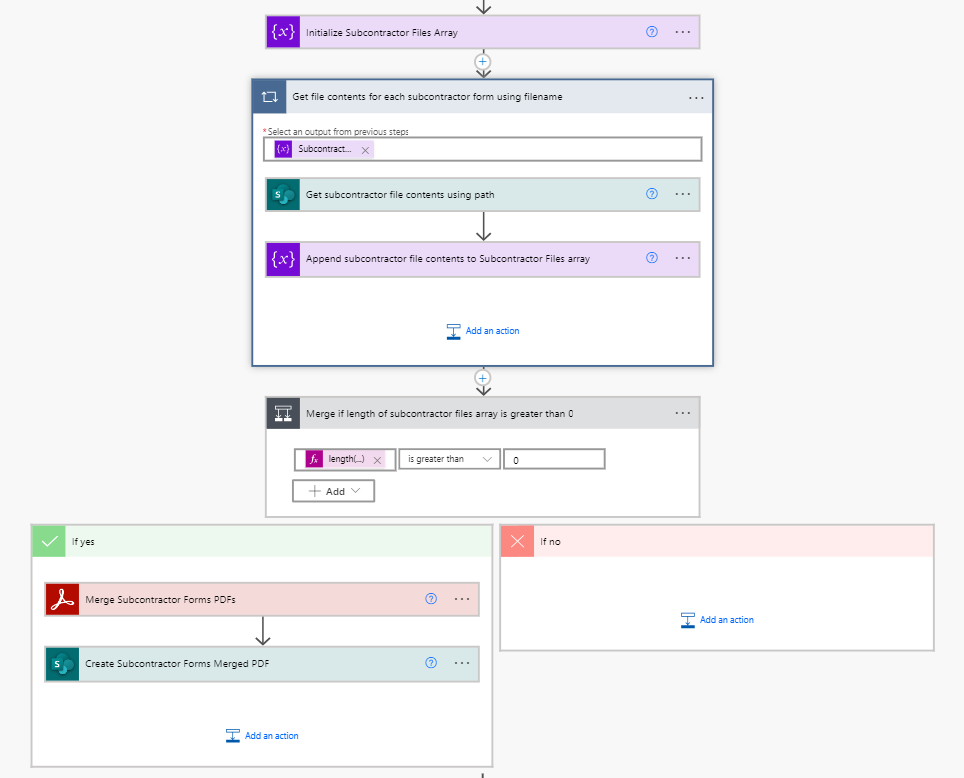 {x} Initialize Subcontractor Files Array ? ...
+
Get file contents for each subcontractor form using filename ...
* Select an output from previous steps
{x} Subcontract... ×
S Get subcontractor file contents using path ? ...
{x} Append subcontractor file contents to Subcontractor Files array ? ...
Add an action
+
Merge if length of subcontractor files array is greater than 0 ...
fx length(...) × is greater than 0
+ Add
If yes
If no
Merge Subcontractor Forms PDFs ? ...
Add an action
S Create Subcontractor Forms Merged PDF ? ...
Add an action